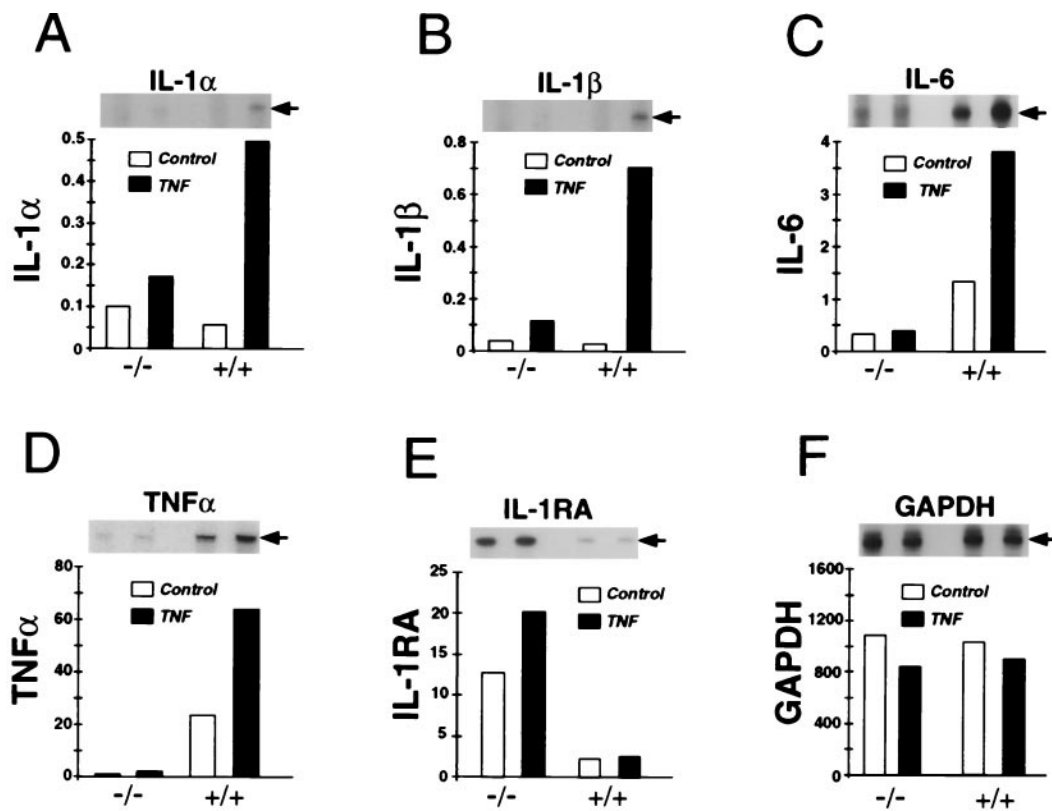 A
IL-1α
0.5
0.4
0.3
0.2
0.1
0
IL-1α
Control
TNF
-/-
+/+
B
IL-1β
0.8
0.6
0.4
0.2
0
IL-1β
Control
TNF
-/-
+/+
C
IL-6
4
3
2
1
0
IL-6
Control
TNF
-/-
+/+
D
TNFα
80
60
40
20
0
TNFα
Control
TNF
-/-
+/+
E
IL-1RA
25
20
15
10
5
0
IL-1RA
Control
TNF
-/-
+/+
F
GAPDH
1600
1200
800
400
0
GAPDH
Control
TNF
-/-
+/+